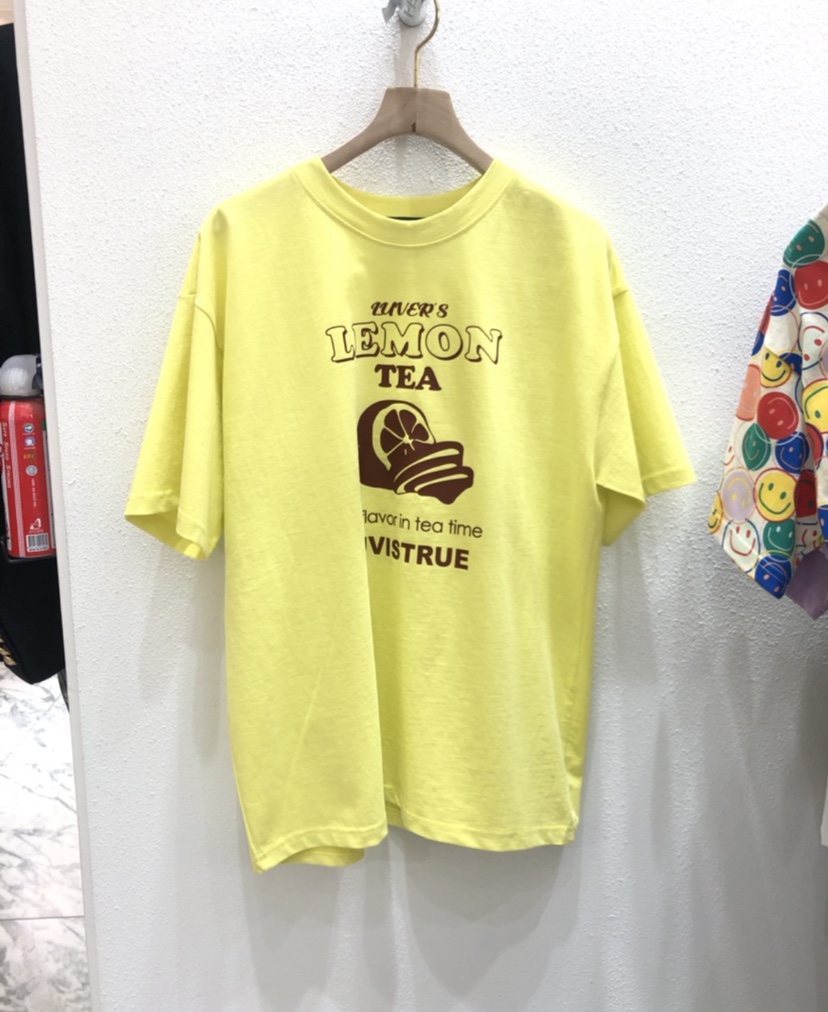 LUVER'S
LEMON
TEA
flavor in tea time
VISTRUE